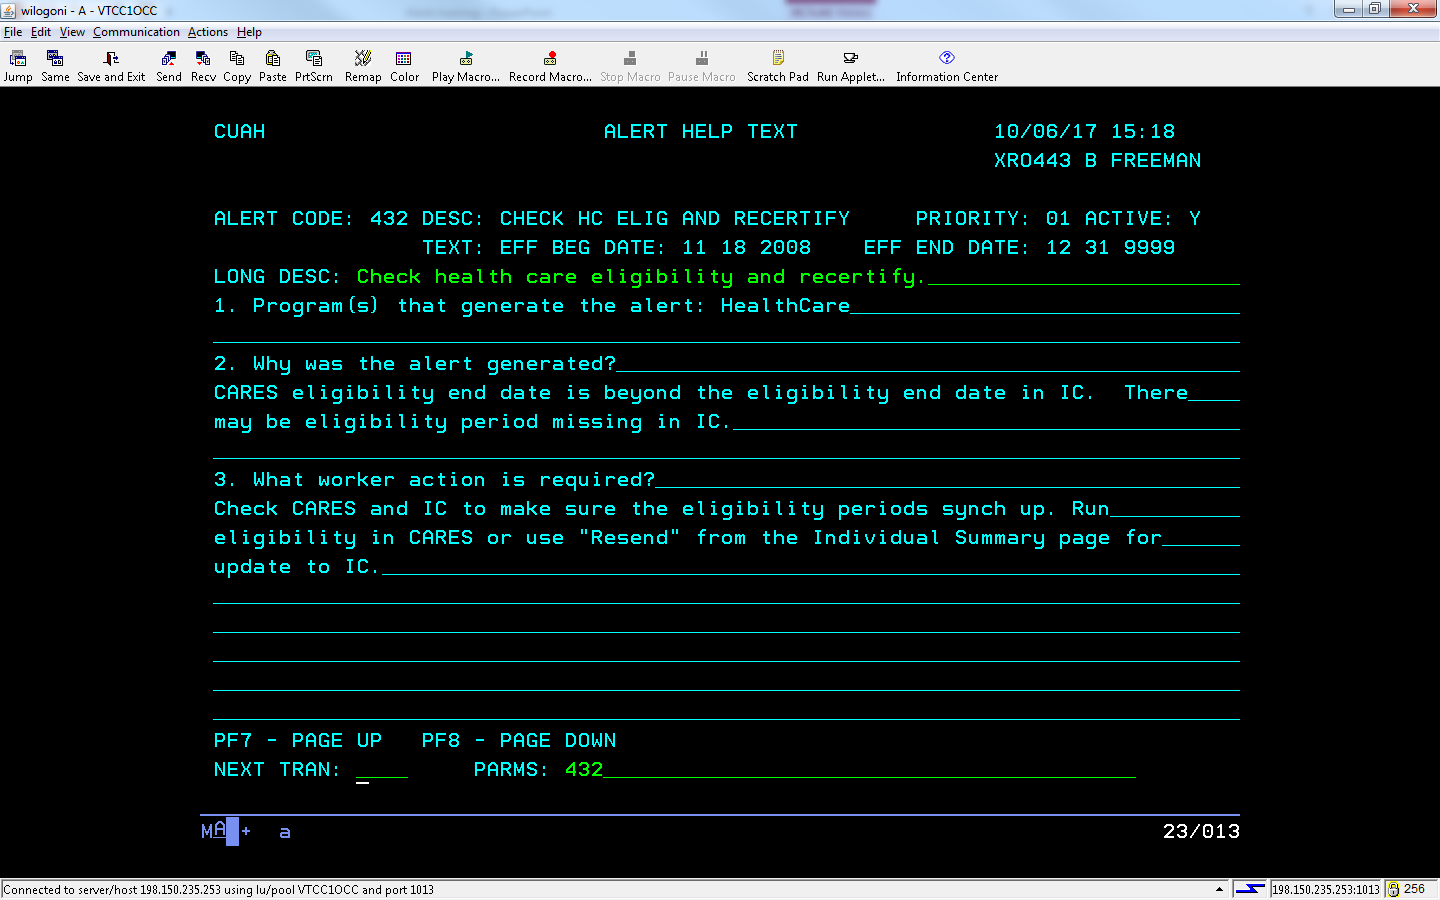 wilogoni - A - VTCC1OCC
File Edit View Communication Actions Help
Jump Same Save and Exit Send Recv Copy Paste PrtScrn Remap Color Play Macro... Record Macro... Stop Macro Pause Macro Scratch Pad Run Applet... Information Center
CUAH ALERT HELP TEXT 10/06/17 15:18
XRO443 B FREEMAN
ALERT CODE: 432 DESC: CHECK HC ELIG AND RECERTIFY PRIORITY: 01 ACTIVE: Y
TEXT: EFF BEG DATE: 11 18 2008 EFF END DATE: 12 31 9999
LONG DESC: Check health care eligibility and recertify.
1. Program(s) that generate the alert: HealthCare
2. Why was the alert generated?
CARES eligibility end date is beyond the eligibility end date in IC. There
may be eligibility period missing in IC.
3. What worker action is required?
Check CARES and IC to make sure the eligibility periods synch up. Run
eligibility in CARES or use "Resend" from the Individual Summary page for
update to IC.
PF7 - PAGE UP PF8 - PAGE DOWN
NEXT TRAN: PARMS: 432
MA + a 23/013
Connected to server/host 198.150.235.253 using lu/pool VTCC1OCC and port 1013 198.150.235.253:1013 256